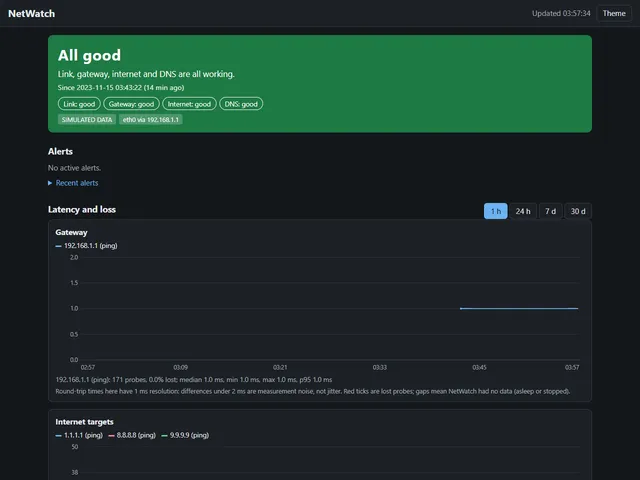 NetWatch
Updated 03:57:34 Theme
All good
Link, gateway, internet and DNS are all working.
Since 2023-11-15 03:43:22 (14 min ago)
Link: good Gateway: good Internet: good DNS: good
SIMULATED DATA eth0 via 192.168.1.1
Alerts
No active alerts.
Recent alerts
Latency and loss
1 h 24 h 7 d 30 d
Gateway
192.168.1.1 (ping)
2.0
1.5
1.0
0.5
0.0
02:57 03:09 03:21 03:33 03:45 03:57
192.168.1.1 (ping): 171 probes, 0.0% lost; median 1.0 ms, min 1.0 ms, max 1.0 ms, p95 1.0 ms
Round-trip times here have 1 ms resolution: differences under 2 ms are measurement noise, not jitter. Red ticks are lost probes; gaps mean NetWatch had no data (asleep or stopped).
Internet targets
1.1.1.1 (ping) 8.8.8.8 (ping) 9.9.9.9 (ping)
50
38